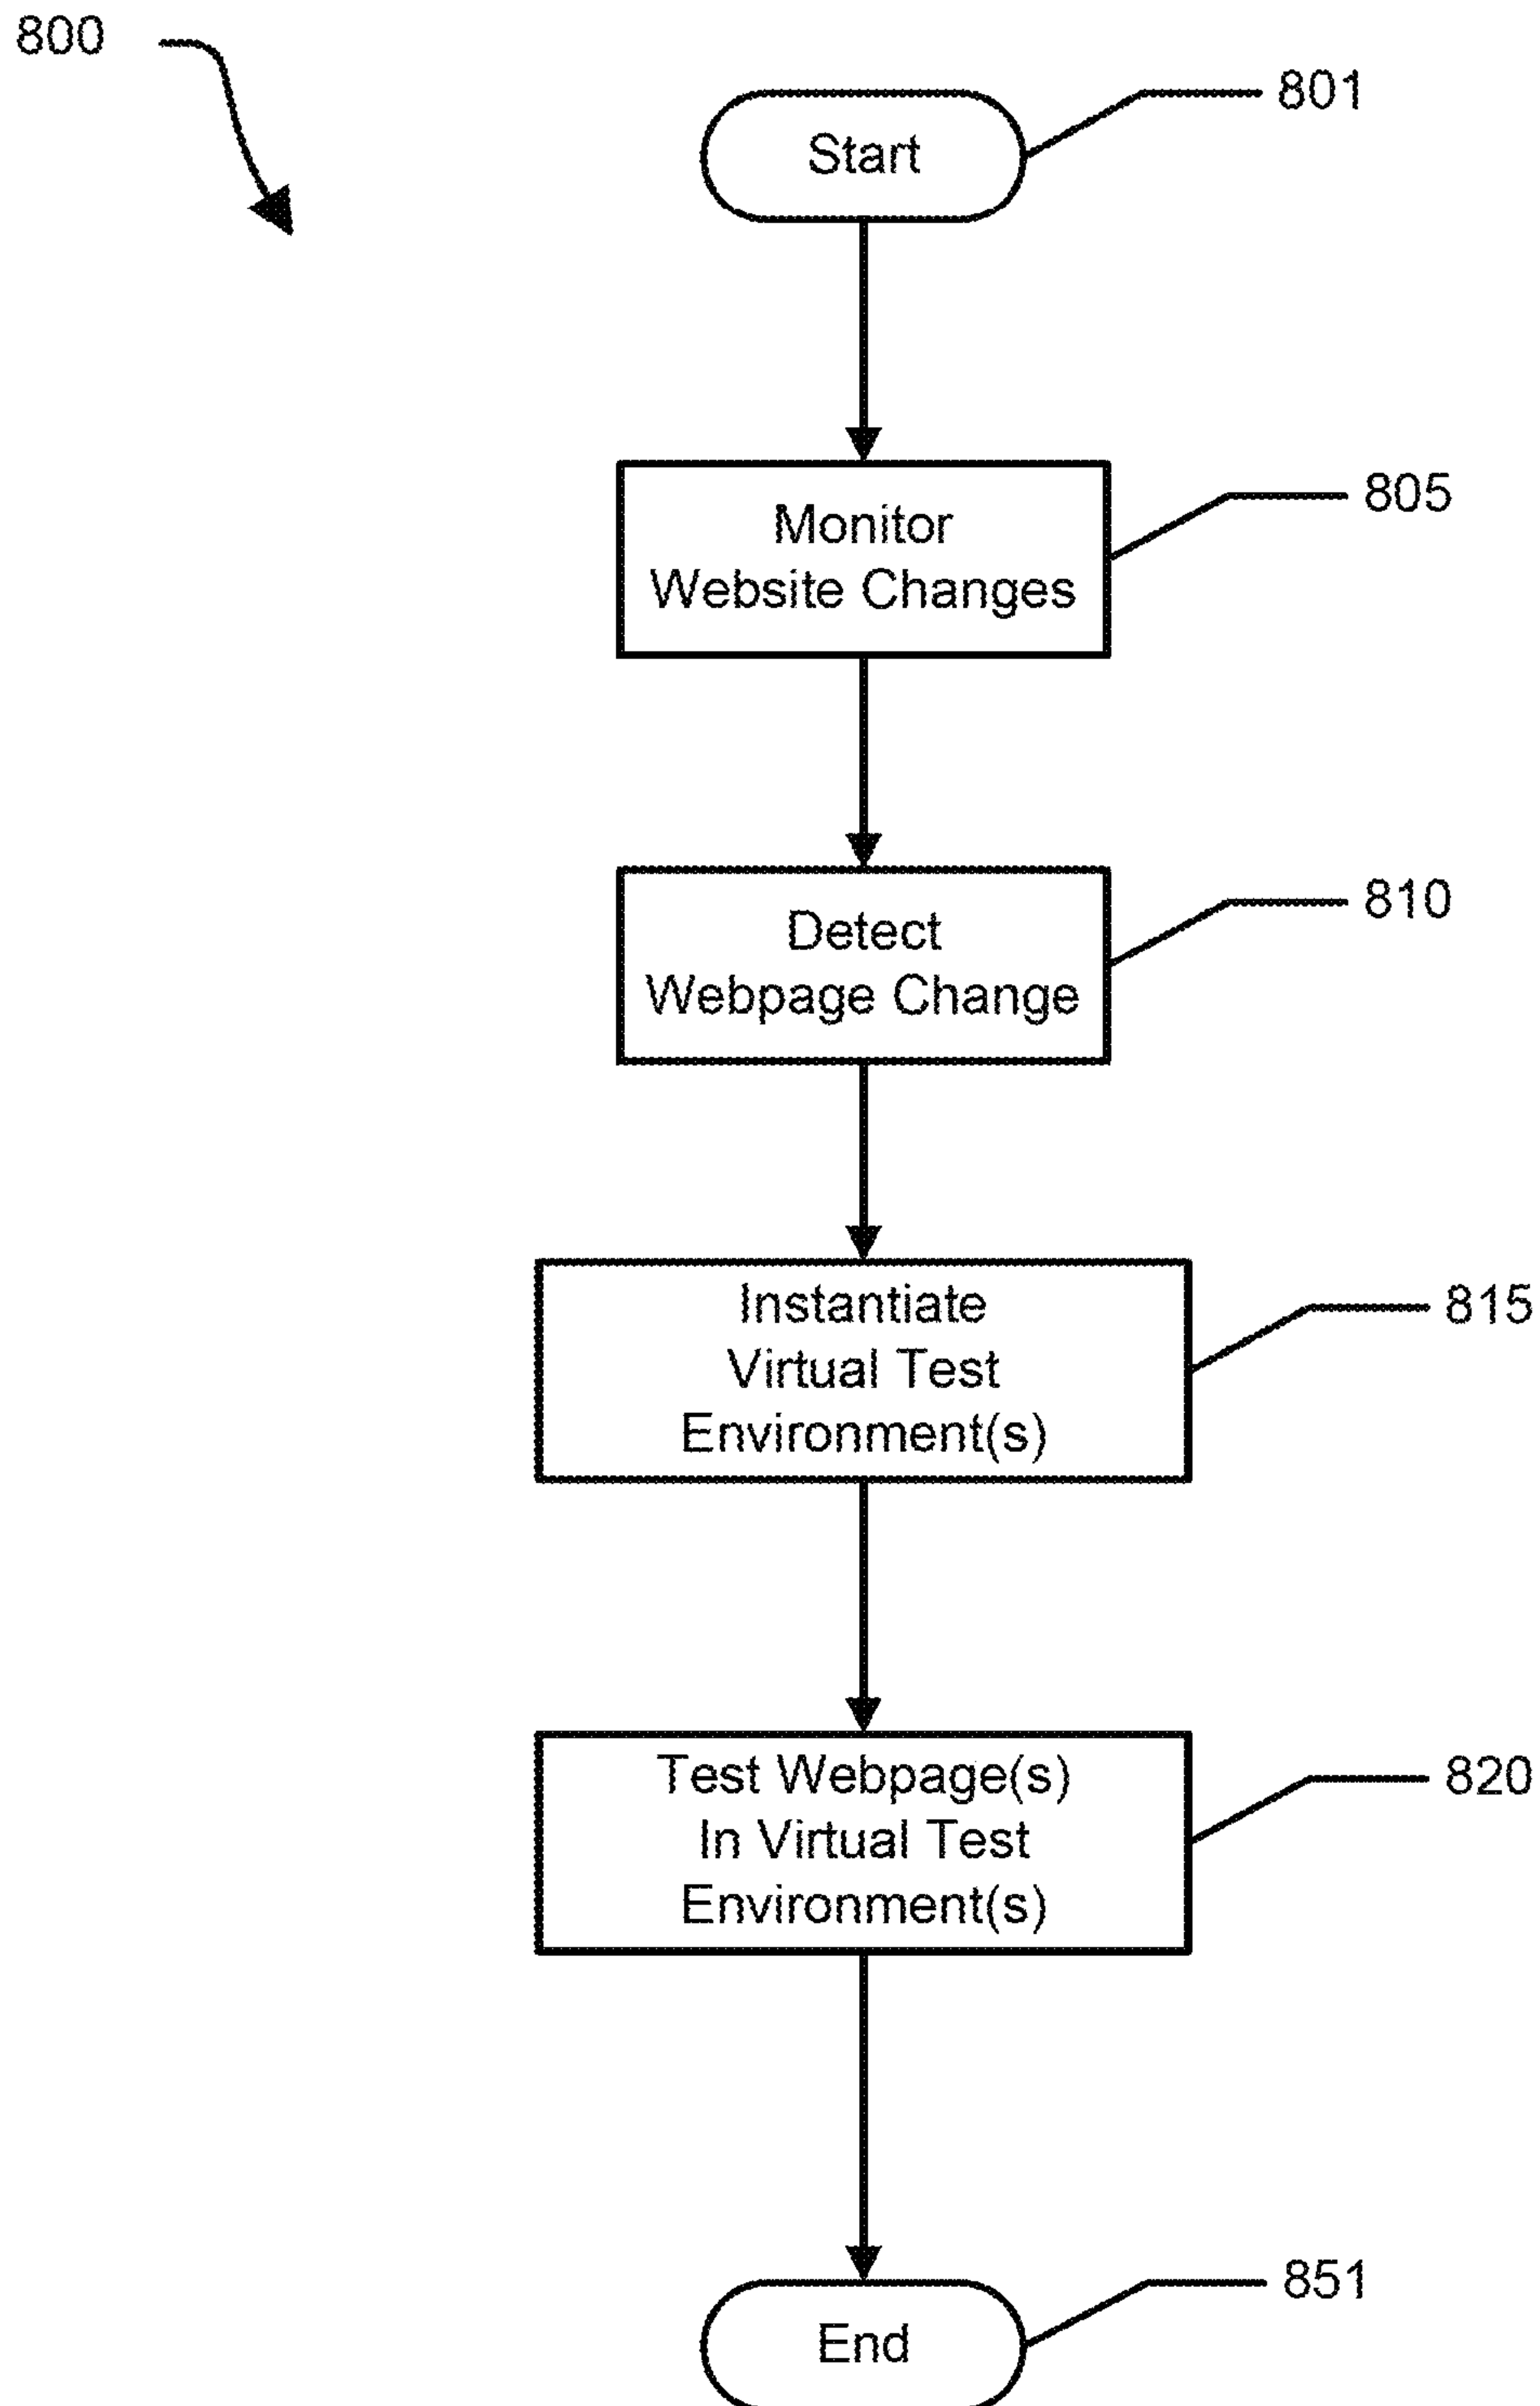 800
801
Start
805
Monitor
Website Changes
810
Detect
Webpage Change
815
Instantiate
Virtual Test
Environment(s)
820
Test Webpage(s)
In Virtual Test
Environment(s)
851
End